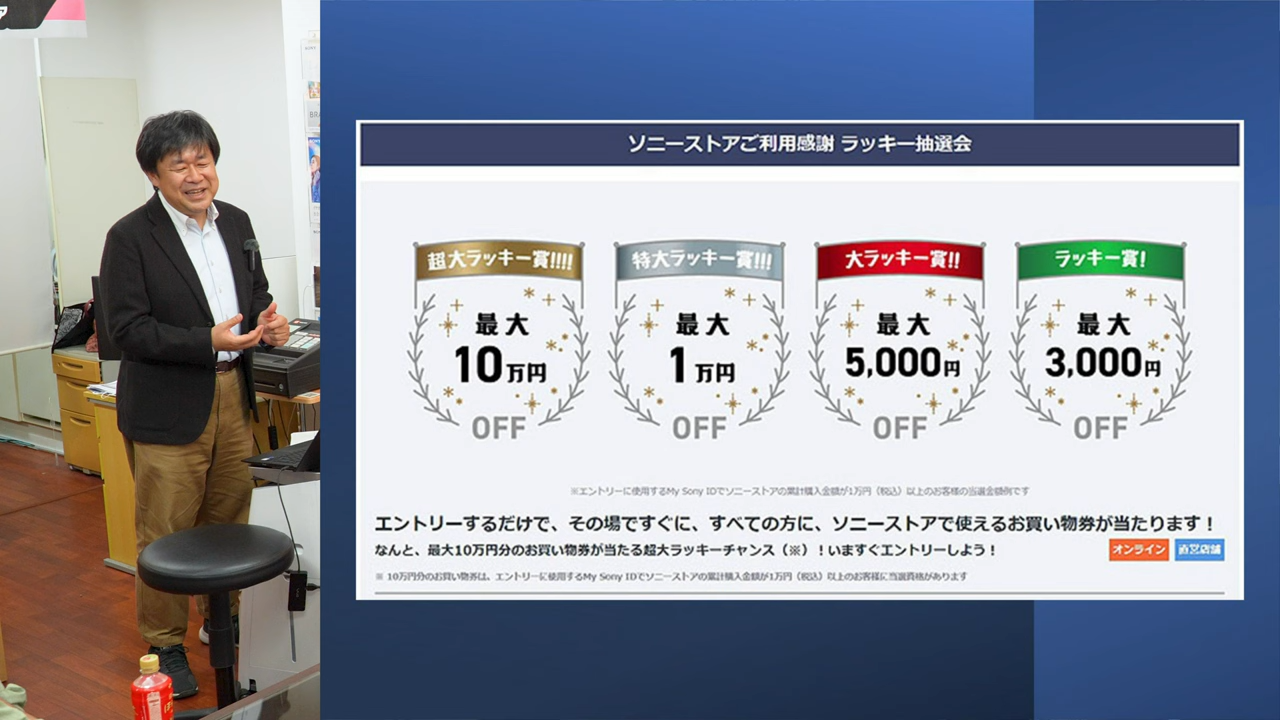 ソニーストアご利用感謝 ラッキー抽選会
超大ラッキー賞!!!!
最大
10万円
OFF
特大ラッキー賞!!!
最大
1万円
OFF
大ラッキー賞!!
最大
5,000円
OFF
ラッキー賞!
最大
3,000円
OFF
※エントリーに使用するMy Sony IDでソニーストアの累計購入金額が1万円（税込）以上のお客様の当選金額例です
エントリーするだけで、その場ですぐに、すべての方に、ソニーストアで使えるお買い物券が当たります！
なんと、最大10万円分のお買い物券が当たる超大ラッキーチャンス（※）！いますぐエントリーしよう！
オンライン
直営店舗
※ 10万円分のお買い物券は、エントリーに使用するMy Sony IDでソニーストアの累計購入金額が1万円（税込）以上のお客様に当選資格があります